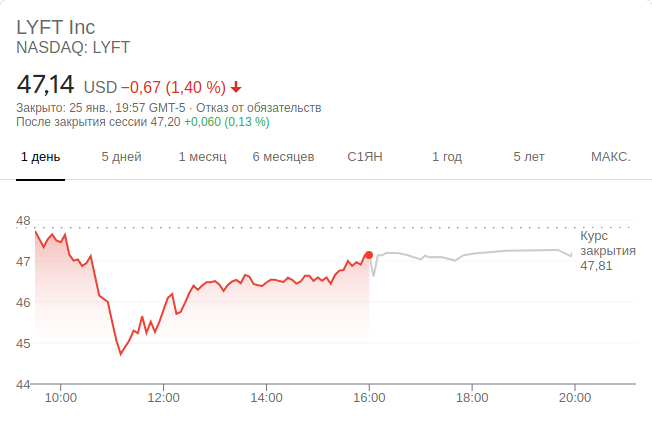 LYFT Inc
NASDAQ: LYFT
47,14 USD −0,67 (1,40 %)
Закрыто: 25 янв., 19:57 GMT-5 · Отказ от обязательств
После закрытия сессии 47,20 +0,060 (0,13 %)
1 день 5 дней 1 месяц 6 месяцев С1ЯН 1 год 5 лет МАКС.
48
47
46
45
44
Курс
закрытия
47,81
10:00 12:00 14:00 16:00 18:00 20:00